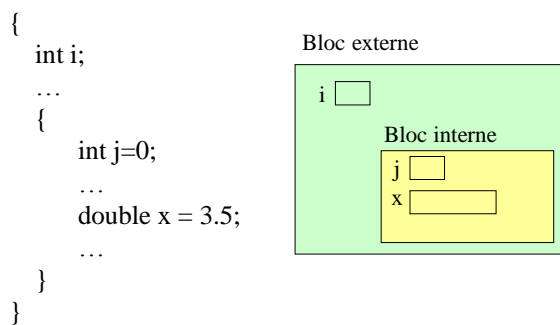 {
int i;
…
{
int j=0;
…
double x = 3.5;
…
}
}
Bloc externe
i
Bloc interne
j
x